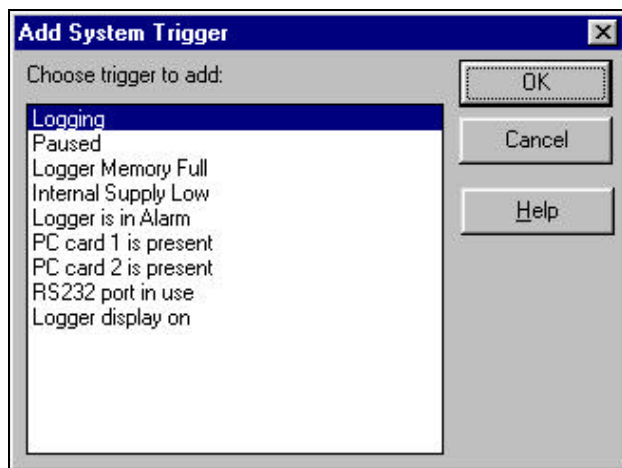 Add System Trigger
Choose trigger to add:
OK
Logging
Paused
Cancel
Logger Memory Full
Internal Supply Low
Logger is in Alarm
Help
PC card 1 is present
PC card 2 is present
RS232 port in use
Logger display on